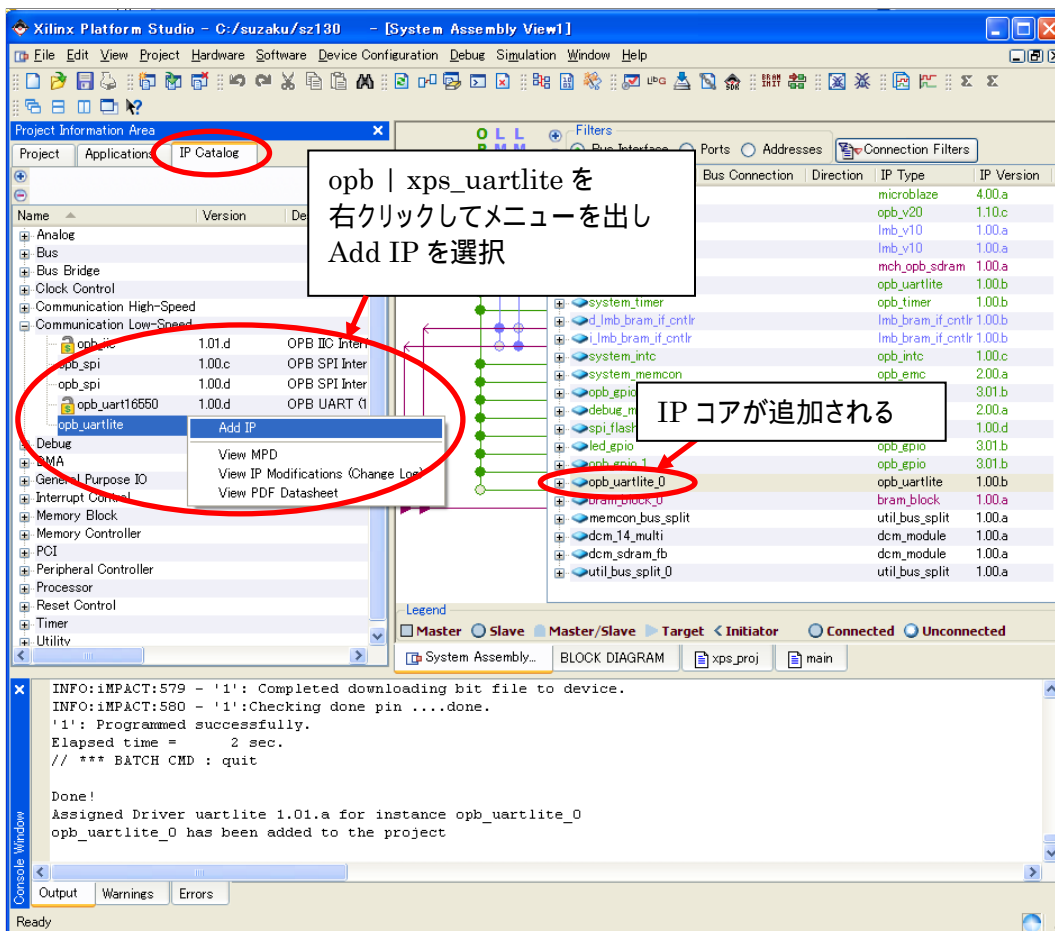 Xilinx Platform Studio - C:/suzaku/sz130 - [System Assembly View1]
File Edit View Project Hardware Software Device Configuration Debug Simulation Window Help
Project Information Area
Project Applications IP Catalog
Name Version
Analog
Bus
Bus Bridge
Clock Control
Communication High-Speed
Communication Low-Speed
opb_iic 1.01.d OPB IIC Interf
opb_spi 1.00.c OPB SPI Inter
opb_spi 1.00.d OPB SPI Inter
opb_uart16550 1.00.d OPB UART (1
opb_uartlite
Add IP
View MPD
View IP Modifications (Change Log)
View PDF Datasheet
Debug
DMA
General Purpose IO
Interrupt Control
Memory Block
Memory Controller
PCI
Peripheral Controller
Processor
Reset Control
Timer
Utility
opb | xps_uartlite を
右クリックしてメニューを出し
Add IP を選択
O L L
Filters
Bus Interface Ports Addresses Connection Filters
Bus Connection Direction IP Type IP Version
microblaze 4.00.a
opb_v20 1.10.c
lmb_v10 1.00.a
lmb_v10 1.00.a
mch_opb_sdram 1.00.a
opb_uartlite 1.00.b
system_timer opb_timer 1.00.b
d_lmb_bram_if_cntlr lmb_bram_if_cntlr 1.00.b
i_lmb_bram_if_cntlr lmb_bram_if_cntlr 1.00.b
system_intc opb_intc 1.00.c
system_memcon opb_emc 2.00.a
3.01.b
2.00.a
1.00.d
IP コアが追加される
led_gpio opb_gpio 3.01.b
opb_gpio_1 opb_gpio 3.01.b
opb_uartlite_0 opb_uartlite 1.00.b
bram_block_0 bram_block 1.00.a
memcon_bus_split util_bus_split 1.00.a
dcm_14_multi dcm_module 1.00.a
dcm_sdram_fb dcm_module 1.00.a
util_bus_split_0 util_bus_split 1.00.a
Legend
Master Slave Master/Slave Target Initiator Connected Unconnected
System Assembly... BLOCK DIAGRAM xps_proj main
INFO:iMPACT:579 - '1': Completed downloading bit file to device.
INFO:iMPACT:580 - '1':Checking done pin ....done.
'1': Programmed successfully.
Elapsed time = 2 sec.
// *** BATCH CMD : quit
Done!
Assigned Driver uartlite 1.01.a for instance opb_uartlite_0
opb_uartlite_0 has been added to the project
Console Window
Output Warnings Errors
Ready